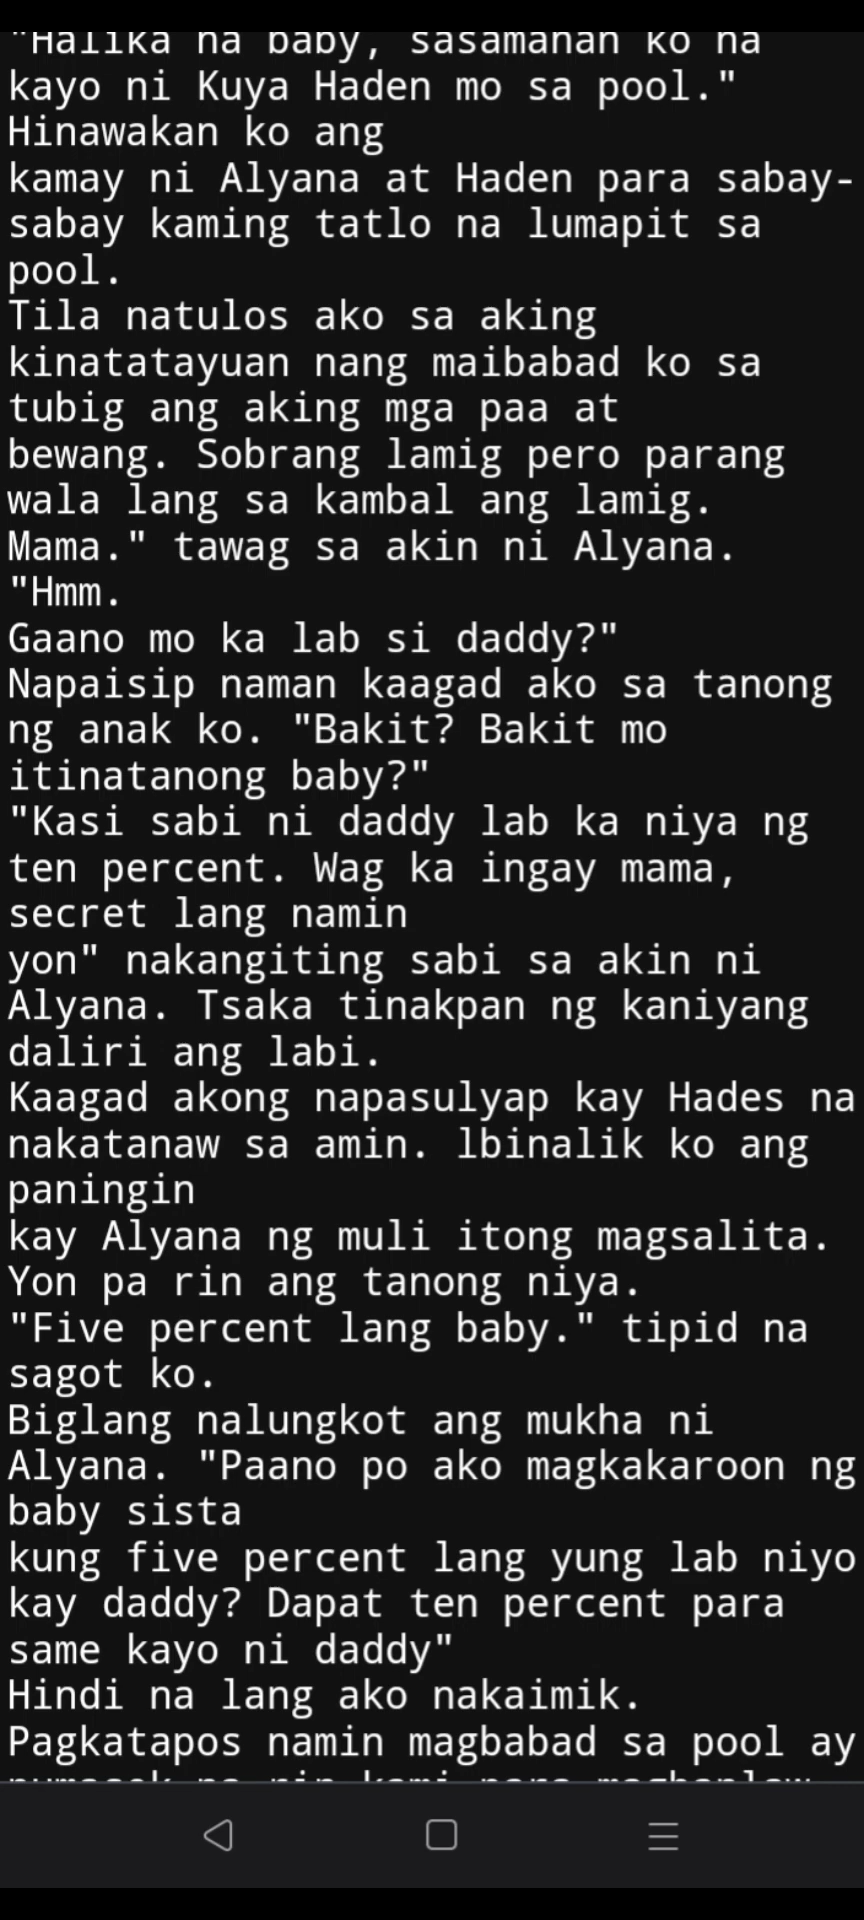 "Halika na baby, sasamahan ko na
kayo ni Kuya Haden mo sa pool."
Hinawakan ko ang
kamay ni Alyana at Haden para sabay-
sabay kaming tatlo na lumapit sa
pool.
Tila natulos ako sa aking
kinatatayuan nang maibabad ko sa
tubig ang aking mga paa at
bewang. Sobrang lamig pero parang
wala lang sa kambal ang lamig.
Mama." tawag sa akin ni Alyana.
"Hmm.
Gaano mo ka lab si daddy?"
Napaisip naman kaagad ako sa tanong
ng anak ko. "Bakit? Bakit mo
itinatanong baby?"
"Kasi sabi ni daddy lab ka niya ng
ten percent. Wag ka ingay mama,
secret lang namin
yon" nakangiting sabi sa akin ni
Alyana. Tsaka tinakpan ng kaniyang
daliri ang labi.
Kaagad akong napasulyap kay Hades na
nakatanaw sa amin. lbinalik ko ang
paningin
kay Alyana ng muli itong magsalita.
Yon pa rin ang tanong niya.
"Five percent lang baby." tipid na
sagot ko.
Biglang nalungkot ang mukha ni
Alyana. "Paano po ako magkakaroon ng
baby sista
kung five percent lang yung lab niyo
kay daddy? Dapat ten percent para
same kayo ni daddy"
Hindi na lang ako nakaimik.
Pagkatapos namin magbabad sa pool ay
pumasok na rin kami para magbanlaw